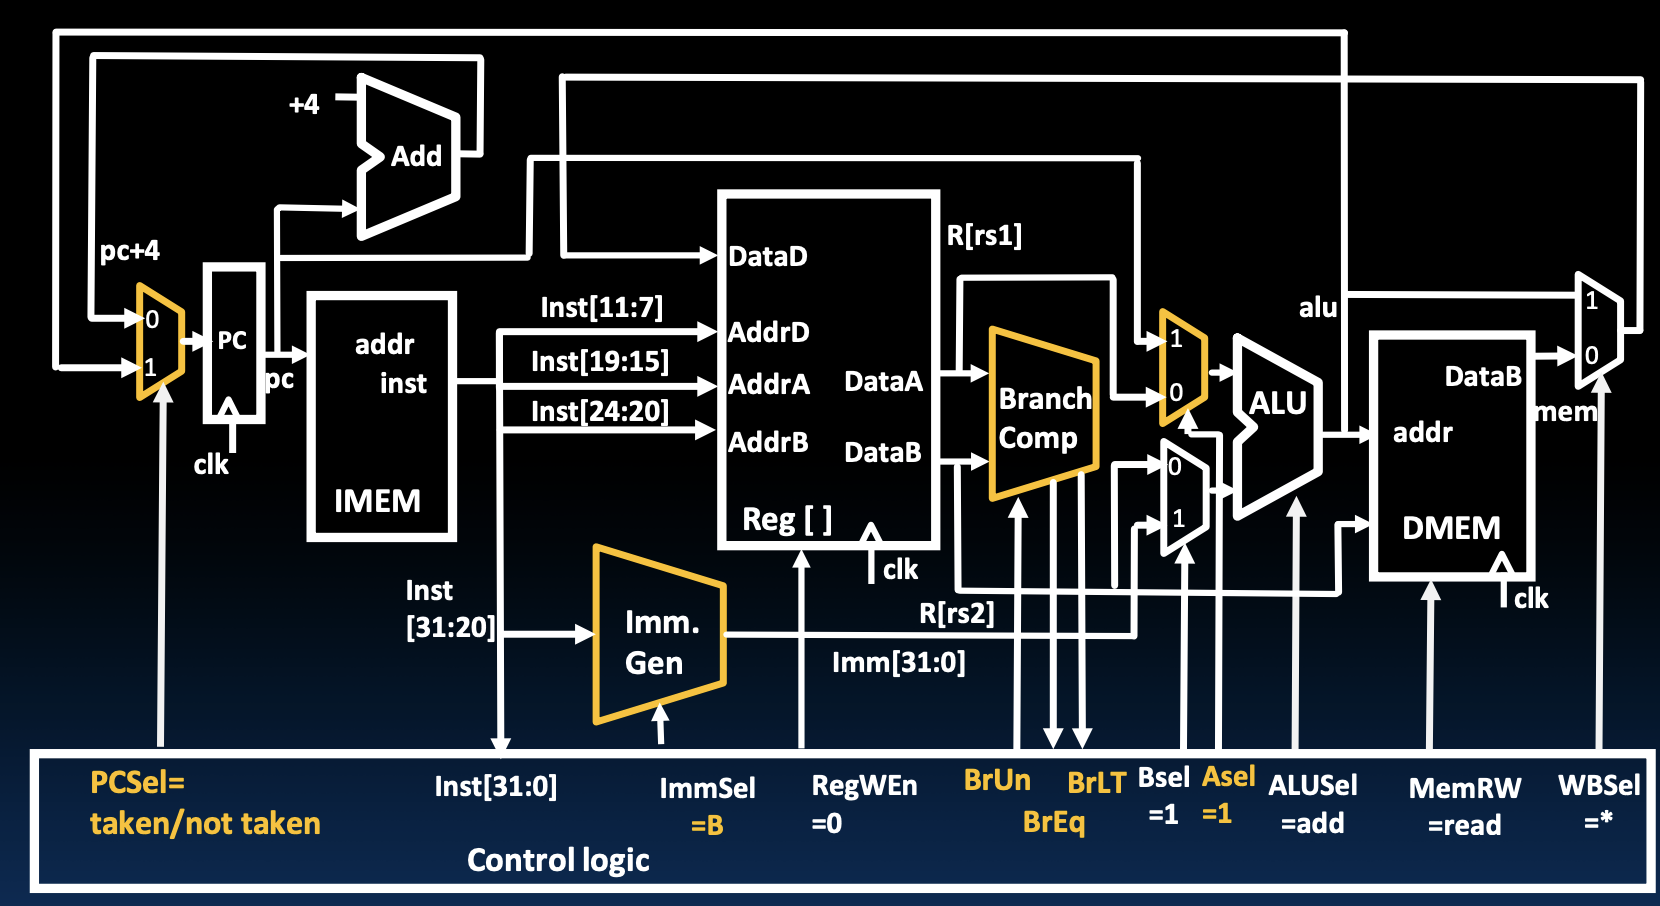 +4
Add
pc+4
0
1
PC
pc
clk
addr
inst
IMEM
Inst[11:7]
Inst[19:15]
Inst[24:20]
DataD
AddrD
AddrA
AddrB
DataA
DataB
Reg [ ]
clk
R[rs1]
Branch
Comp
1
0
0
1
ALU
alu
DataB
addr
DMEM
clk
mem
1
0
Inst
[31:20]
Imm.
Gen
R[rs2]
Imm[31:0]
PCSel=
taken/not taken
Inst[31:0]
ImmSel
=B
RegWEn
=0
BrUn
BrEq
BrLT
Bsel
=1
Asel
=1
ALUSel
=add
MemRW
=read
WBSel
=*
Control logic